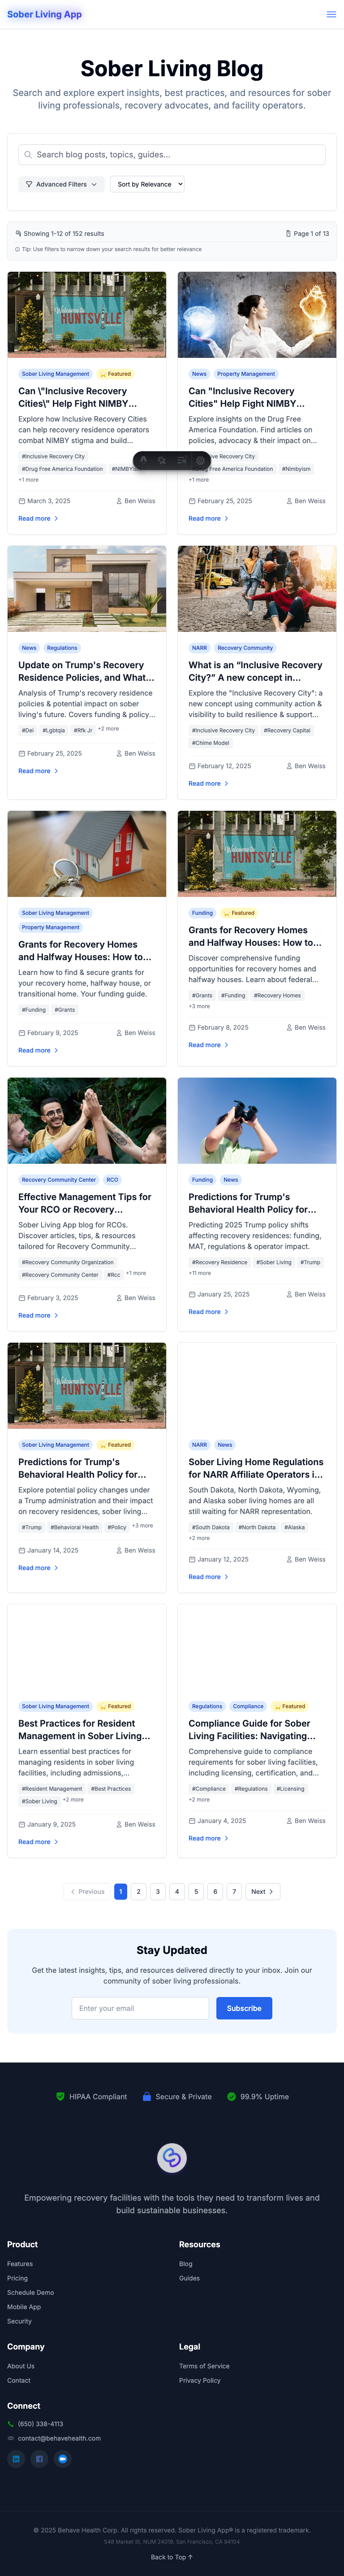 Sober Living App
Sober Living Blog
Search and explore expert insights, best practices, and resources for sober
living professionals, recovery advocates, and facility operators.
Search blog posts, topics, guides...
Advanced Filters
Sort by Relevance
Showing 1-12 of 152 results
Page 1 of 13
Tip: Use filters to narrow down your search results for better relevance
Welcome to
HUNTSVILLE
Sober Living Management
Featured
Can \"Inclusive Recovery
Cities\" Help Fight NIMBY...
Explore how Inclusive Recovery Cities
can help recovery residence operators
combat NIMBY stigma and build...
#Inclusive Recovery City
#Drug Free America Foundation
+1 more
March 3, 2025
Ben Weiss
Read more
News
Property Management
Can "Inclusive Recovery
Cities" Help Fight NIMBY...
Explore insights on the Drug Free
America Foundation. Find articles on
policies, advocacy & their impact on...
Recovery City
Free America Foundation
#Nimbyism
+1 more
February 25, 2025
Ben Weiss
Read more
News
Regulations
Update on Trump's Recovery
Residence Policies, and What...
Analysis of Trump's recovery residence
policies & potential impact on sober
living's future. Covers funding & policy...
#Dei
#Lgbtqia
#Rfk Jr
+2 more
February 25, 2025
Ben Weiss
Read more
NARR
Recovery Community
What is an “Inclusive Recovery
City?” A new concept in...
Explore the "Inclusive Recovery City": a
new concept using community action &
visibility to build resilience & support...
#Inclusive Recovery City
#Recovery Capital
#Chime Model
February 12, 2025
Ben Weiss
Read more
Sober Living Management
Property Management
Grants for Recovery Homes
and Halfway Houses: How to...
Learn how to find & secure grants for
your recovery home, halfway house, or
transitional home. Your funding guide.
#Funding
#Grants
February 9, 2025
Ben Weiss
Read more
Welcome to
HUNTSVILLE
Funding
Featured
Grants for Recovery Homes
and Halfway Houses: How to...
Discover comprehensive funding
opportunities for recovery homes and
halfway houses. Learn about federal...
#Grants
#Funding
#Recovery Homes
+3 more
February 8, 2025
Ben Weiss
Read more
Recovery Community Center
RCO
Effective Management Tips for
Your RCO or Recovery...
Sober Living App blog for RCOs.
Discover articles, tips, & resources
tailored for Recovery Community...
#Recovery Community Organization
#Recovery Community Center
#Rcc
+1 more
February 3, 2025
Ben Weiss
Read more
Funding
News
Predictions for Trump's
Behavioral Health Policy for...
Predicting 2025 Trump policy shifts
affecting recovery residences: funding,
MAT, regulations & operator impact.
#Recovery Residence
#Sober Living
#Trump
+11 more
January 25, 2025
Ben Weiss
Read more
Welcome to
HUNTSVILLE
Sober Living Management
Featured
Predictions for Trump's
Behavioral Health Policy for...
Explore potential policy changes under
a Trump administration and their impact
on recovery residences, sober living...
#Trump
#Behavioral Health
#Policy
+3 more
January 14, 2025
Ben Weiss
Read more
NARR
News
Sober Living Home Regulations
for NARR Affiliate Operators i...
South Dakota, North Dakota, Wyoming,
and Alaska sober living homes are all
still waiting for NARR representation.
#South Dakota
#North Dakota
#Alaska
+2 more
January 12, 2025
Ben Weiss
Read more
Sober Living Management
Featured
Best Practices for Resident
Management in Sober Living...
Learn essential best practices for
managing residents in sober living
facilities, including admissions,...
#Resident Management
#Best Practices
#Sober Living
+2 more
January 9, 2025
Ben Weiss
Read more
Regulations
Compliance
Featured
Compliance Guide for Sober
Living Facilities: Navigating...
Comprehensive guide to compliance
requirements for sober living facilities,
including licensing, certification, and...
#Compliance
#Regulations
#Licensing
+2 more
January 4, 2025
Ben Weiss
Read more
Previous
1
2
3
4
5
6
7
Next
Stay Updated
Get the latest insights, tips, and resources delivered directly to your inbox. Join our
community of sober living professionals.
Enter your email
Subscribe
HIPAA Compliant
Secure & Private
99.9% Uptime
Empowering recovery facilities with the tools they need to transform lives and
build sustainable businesses.
Product
Features
Pricing
Schedule Demo
Mobile App
Security
Resources
Blog
Guides
Company
About Us
Contact
Legal
Terms of Service
Privacy Policy
Connect
(650) 338-4113
contact@behavehealth.com
© 2025 Behave Health Corp. All rights reserved. Sober Living App® is a registered trademark.
548 Market St, NUM 24019, San Francisco, CA 94104
Back to Top ↑